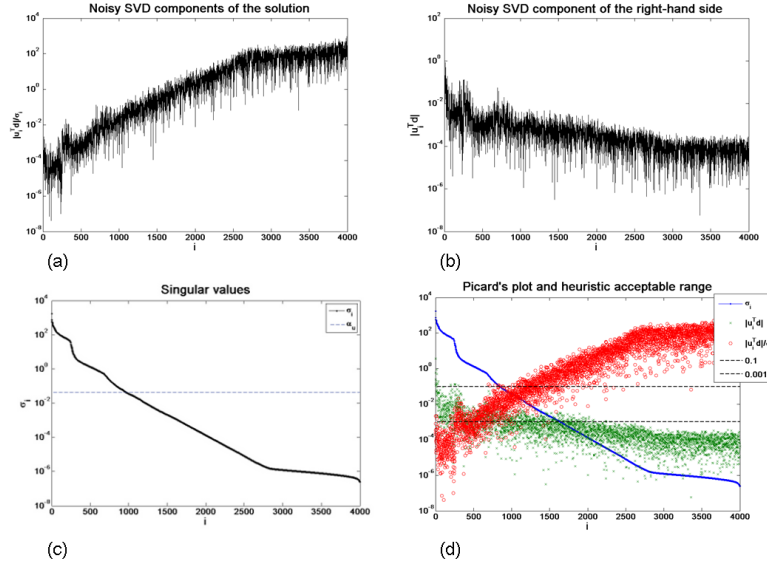 Noisy SVD components of the solution
10^2
10^0
10^-2
10^-4
10^-6
10^-8
|u_i^T d|/σ_i
0 500 1000 1500 2000 2500 3000 3500 4000
i
(a)
Noisy SVD component of the right-hand side
10^2
10^0
10^-2
10^-4
10^-6
10^-8
|u_i^T d|
0 500 1000 1500 2000 2500 3000 3500 4000
i
(b)
Singular values
10^4
10^2
10^0
10^-2
10^-4
10^-6
10^-8
σ_i
σ_i
0 500 1000 1500 2000 2500 3000 3500 4000
i
(c)
Picard's plot and heuristic acceptable range
10^4
10^2
10^0
10^-2
10^-4
10^-6
10^-8
σ_i
|u_i^T d|
|u_i^T d|/
0.1
0.001
0 500 1000 1500 2000 2500 3000 3500 4000
i
(d)